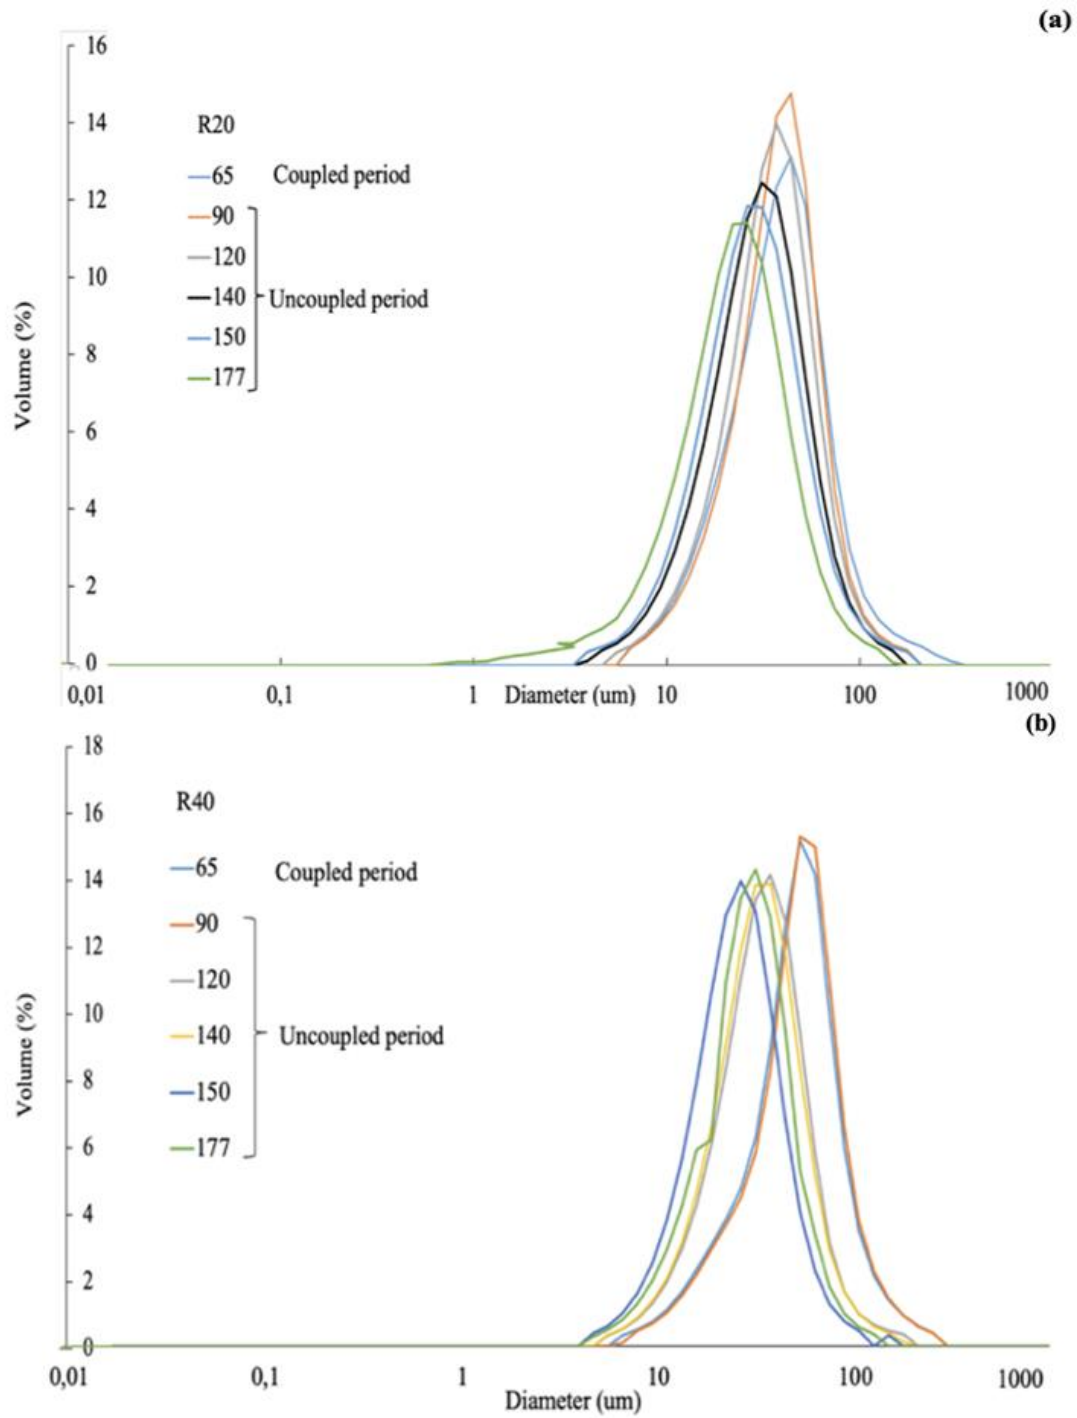 (a)
16
14
12
10
8
6
4
2
0
Volume (%)
R20
65 Coupled period
90
120
140 Uncoupled period
150
177
0,01 0,1 1 Diameter (um) 10 100 1000
(b)
18
16
14
12
10
8
6
4
2
0
Volume (%)
R40
65 Coupled period
90
120
140 Uncoupled period
150
177
0,01 0,1 1 10 100 1000
Diameter (um)